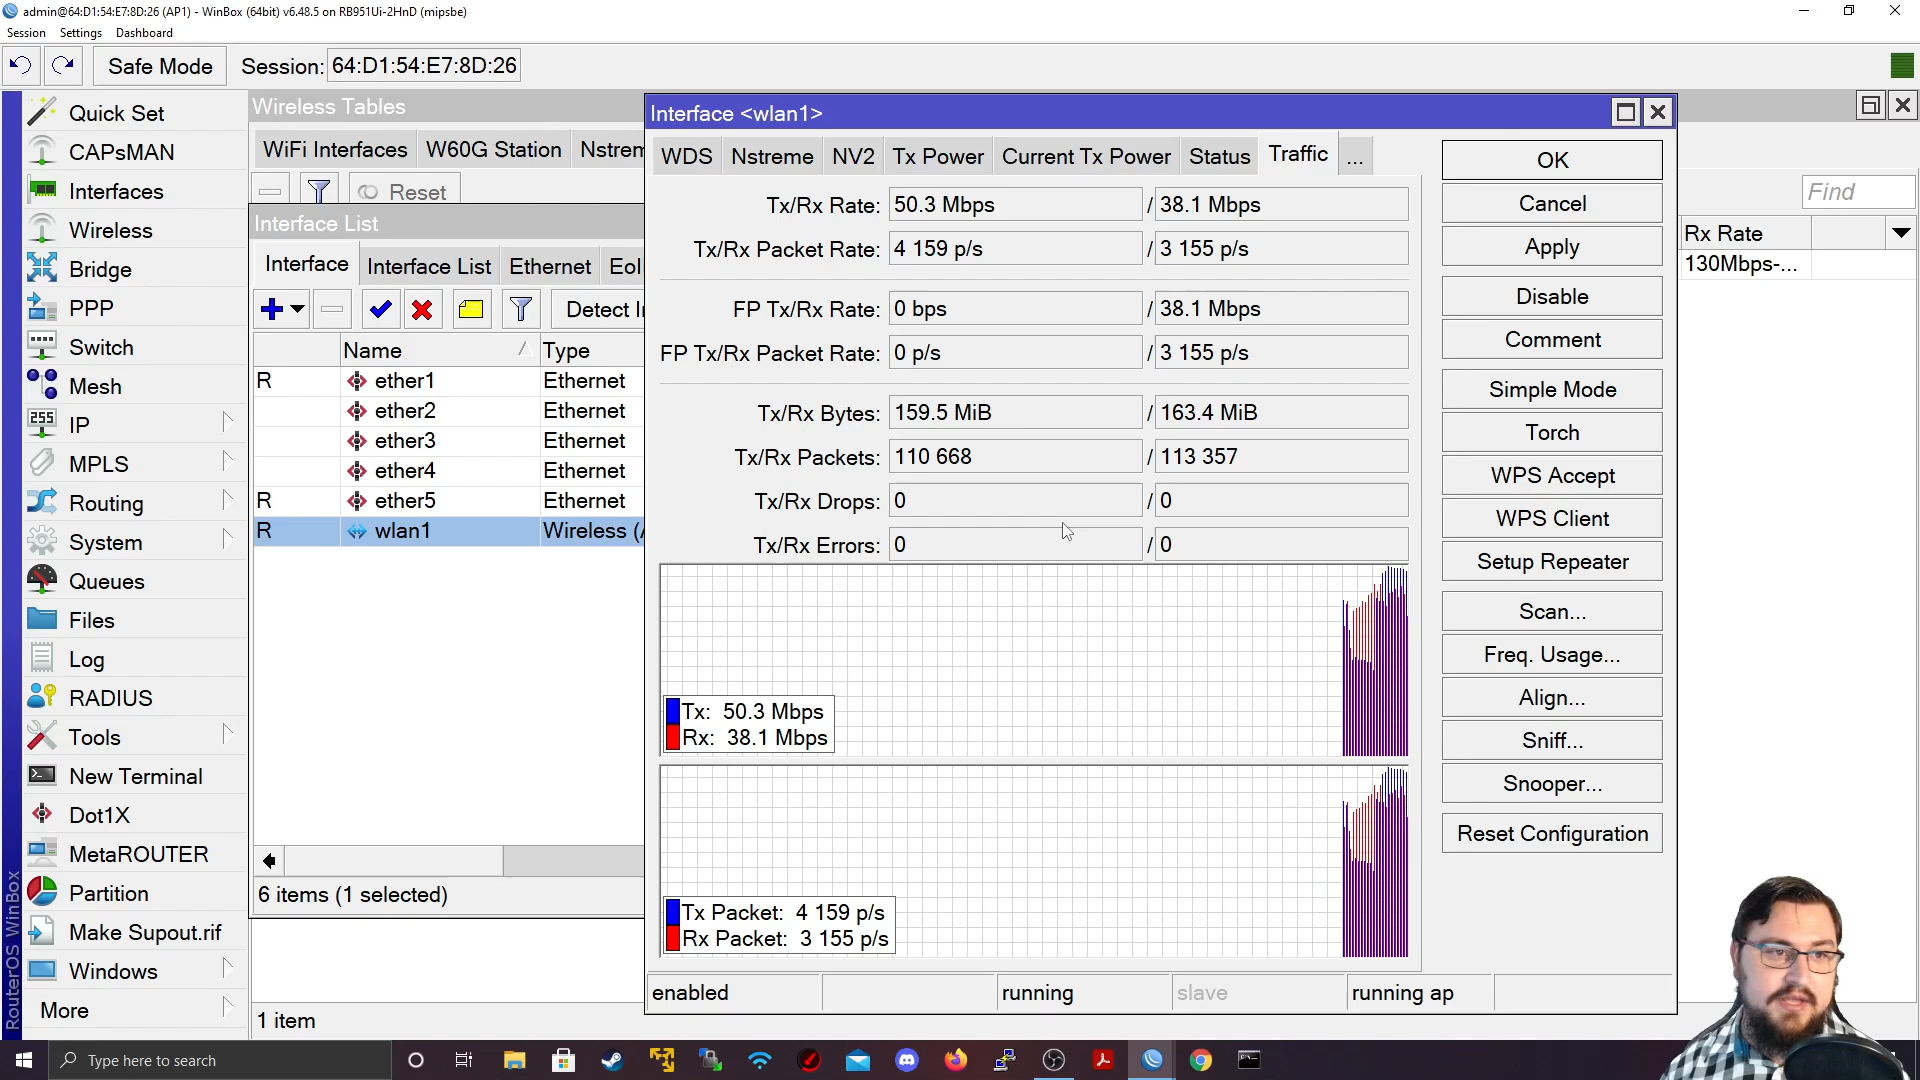 admin@64:D1:54:E7:8D:26 (AP1) - WinBox (64bit) v6.48.5 on RB951Ui-2HnD (mipsbe)
Session Settings Dashboard
Safe Mode Session: 64:D1:54:E7:8D:26
Quick Set
CAPsMAN
Interfaces
Wireless
Bridge
PPP
Switch
Mesh
IP
MPLS
Routing
System
Queues
Files
Log
RADIUS
Tools
New Terminal
Dot1X
MetaROUTER
Partition
Make Supout.rif
Windows
More
RouterOS WinBox
Wireless Tables
WiFi Interfaces W60G Station Nstrem
Reset
Find
Rx Rate
130Mbps-...
1 item
Interface List
Interface Interface List Ethernet EoI
Detect I
Name Type
R ether1 Ethernet
ether2 Ethernet
ether3 Ethernet
ether4 Ethernet
R ether5 Ethernet
R wlan1 Wireless (A
6 items (1 selected)
Interface <wlan1>
WDS Nstreme NV2 Tx Power Current Tx Power Status Traffic ...
Tx/Rx Rate: 50.3 Mbps / 38.1 Mbps
Tx/Rx Packet Rate: 4 159 p/s / 3 155 p/s
FP Tx/Rx Rate: 0 bps / 38.1 Mbps
FP Tx/Rx Packet Rate: 0 p/s / 3 155 p/s
Tx/Rx Bytes: 159.5 MiB / 163.4 MiB
Tx/Rx Packets: 110 668 / 113 357
Tx/Rx Drops: 0 / 0
Tx/Rx Errors: 0 / 0
Tx: 50.3 Mbps
Rx: 38.1 Mbps
Tx Packet: 4 159 p/s
Rx Packet: 3 155 p/s
enabled running slave running ap
OK
Cancel
Apply
Disable
Comment
Simple Mode
Torch
WPS Accept
WPS Client
Setup Repeater
Scan...
Freq. Usage...
Align...
Sniff...
Snooper...
Reset Configuration
Type here to search